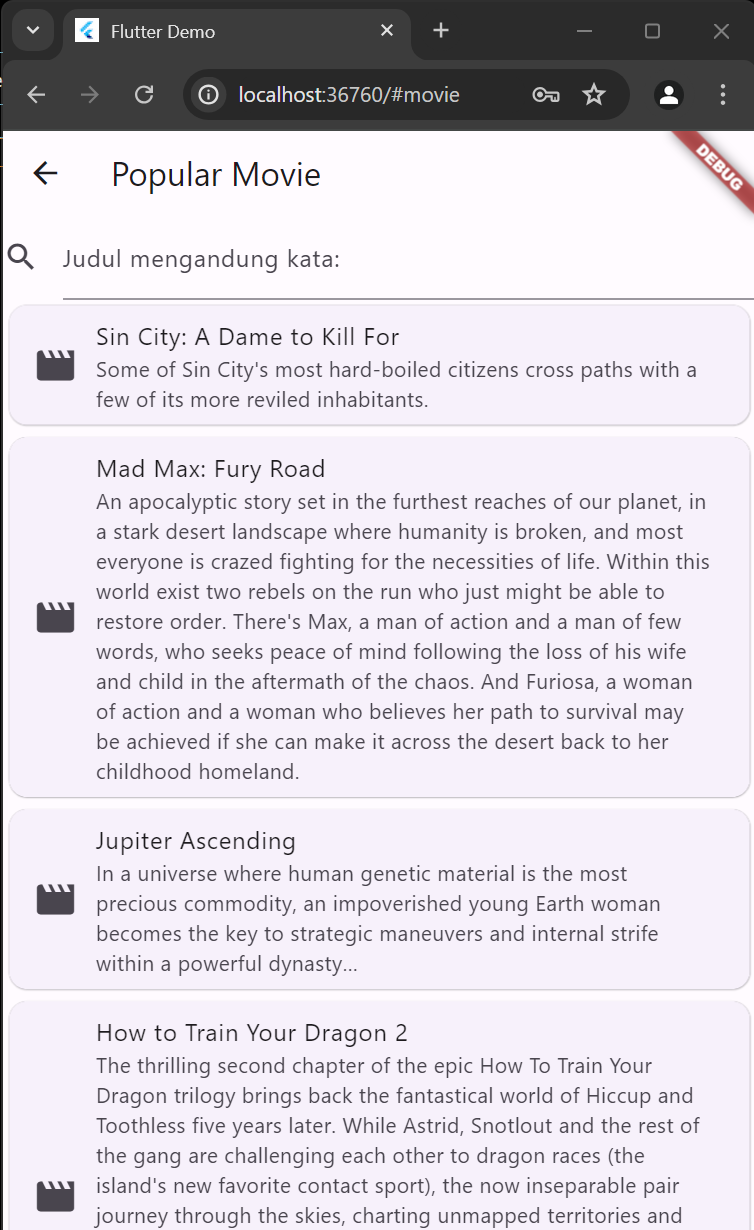 Flutter Demo
localhost:36760/#movie
Popular Movie
DEBUG
Judul mengandung kata:
Sin City: A Dame to Kill For
Some of Sin City's most hard-boiled citizens cross paths with a
few of its more reviled inhabitants.
Mad Max: Fury Road
An apocalyptic story set in the furthest reaches of our planet, in
a stark desert landscape where humanity is broken, and most
everyone is crazed fighting for the necessities of life. Within this
world exist two rebels on the run who just might be able to
restore order. There's Max, a man of action and a man of few
words, who seeks peace of mind following the loss of his wife
and child in the aftermath of the chaos. And Furiosa, a woman
of action and a woman who believes her path to survival may
be achieved if she can make it across the desert back to her
childhood homeland.
Jupiter Ascending
In a universe where human genetic material is the most
precious commodity, an impoverished young Earth woman
becomes the key to strategic maneuvers and internal strife
within a powerful dynasty…
How to Train Your Dragon 2
The thrilling second chapter of the epic How To Train Your
Dragon trilogy brings back the fantastical world of Hiccup and
Toothless five years later. While Astrid, Snotlout and the rest of
the gang are challenging each other to dragon races (the
island's new favorite contact sport), the now inseparable pair
journey through the skies, charting unmapped territories and